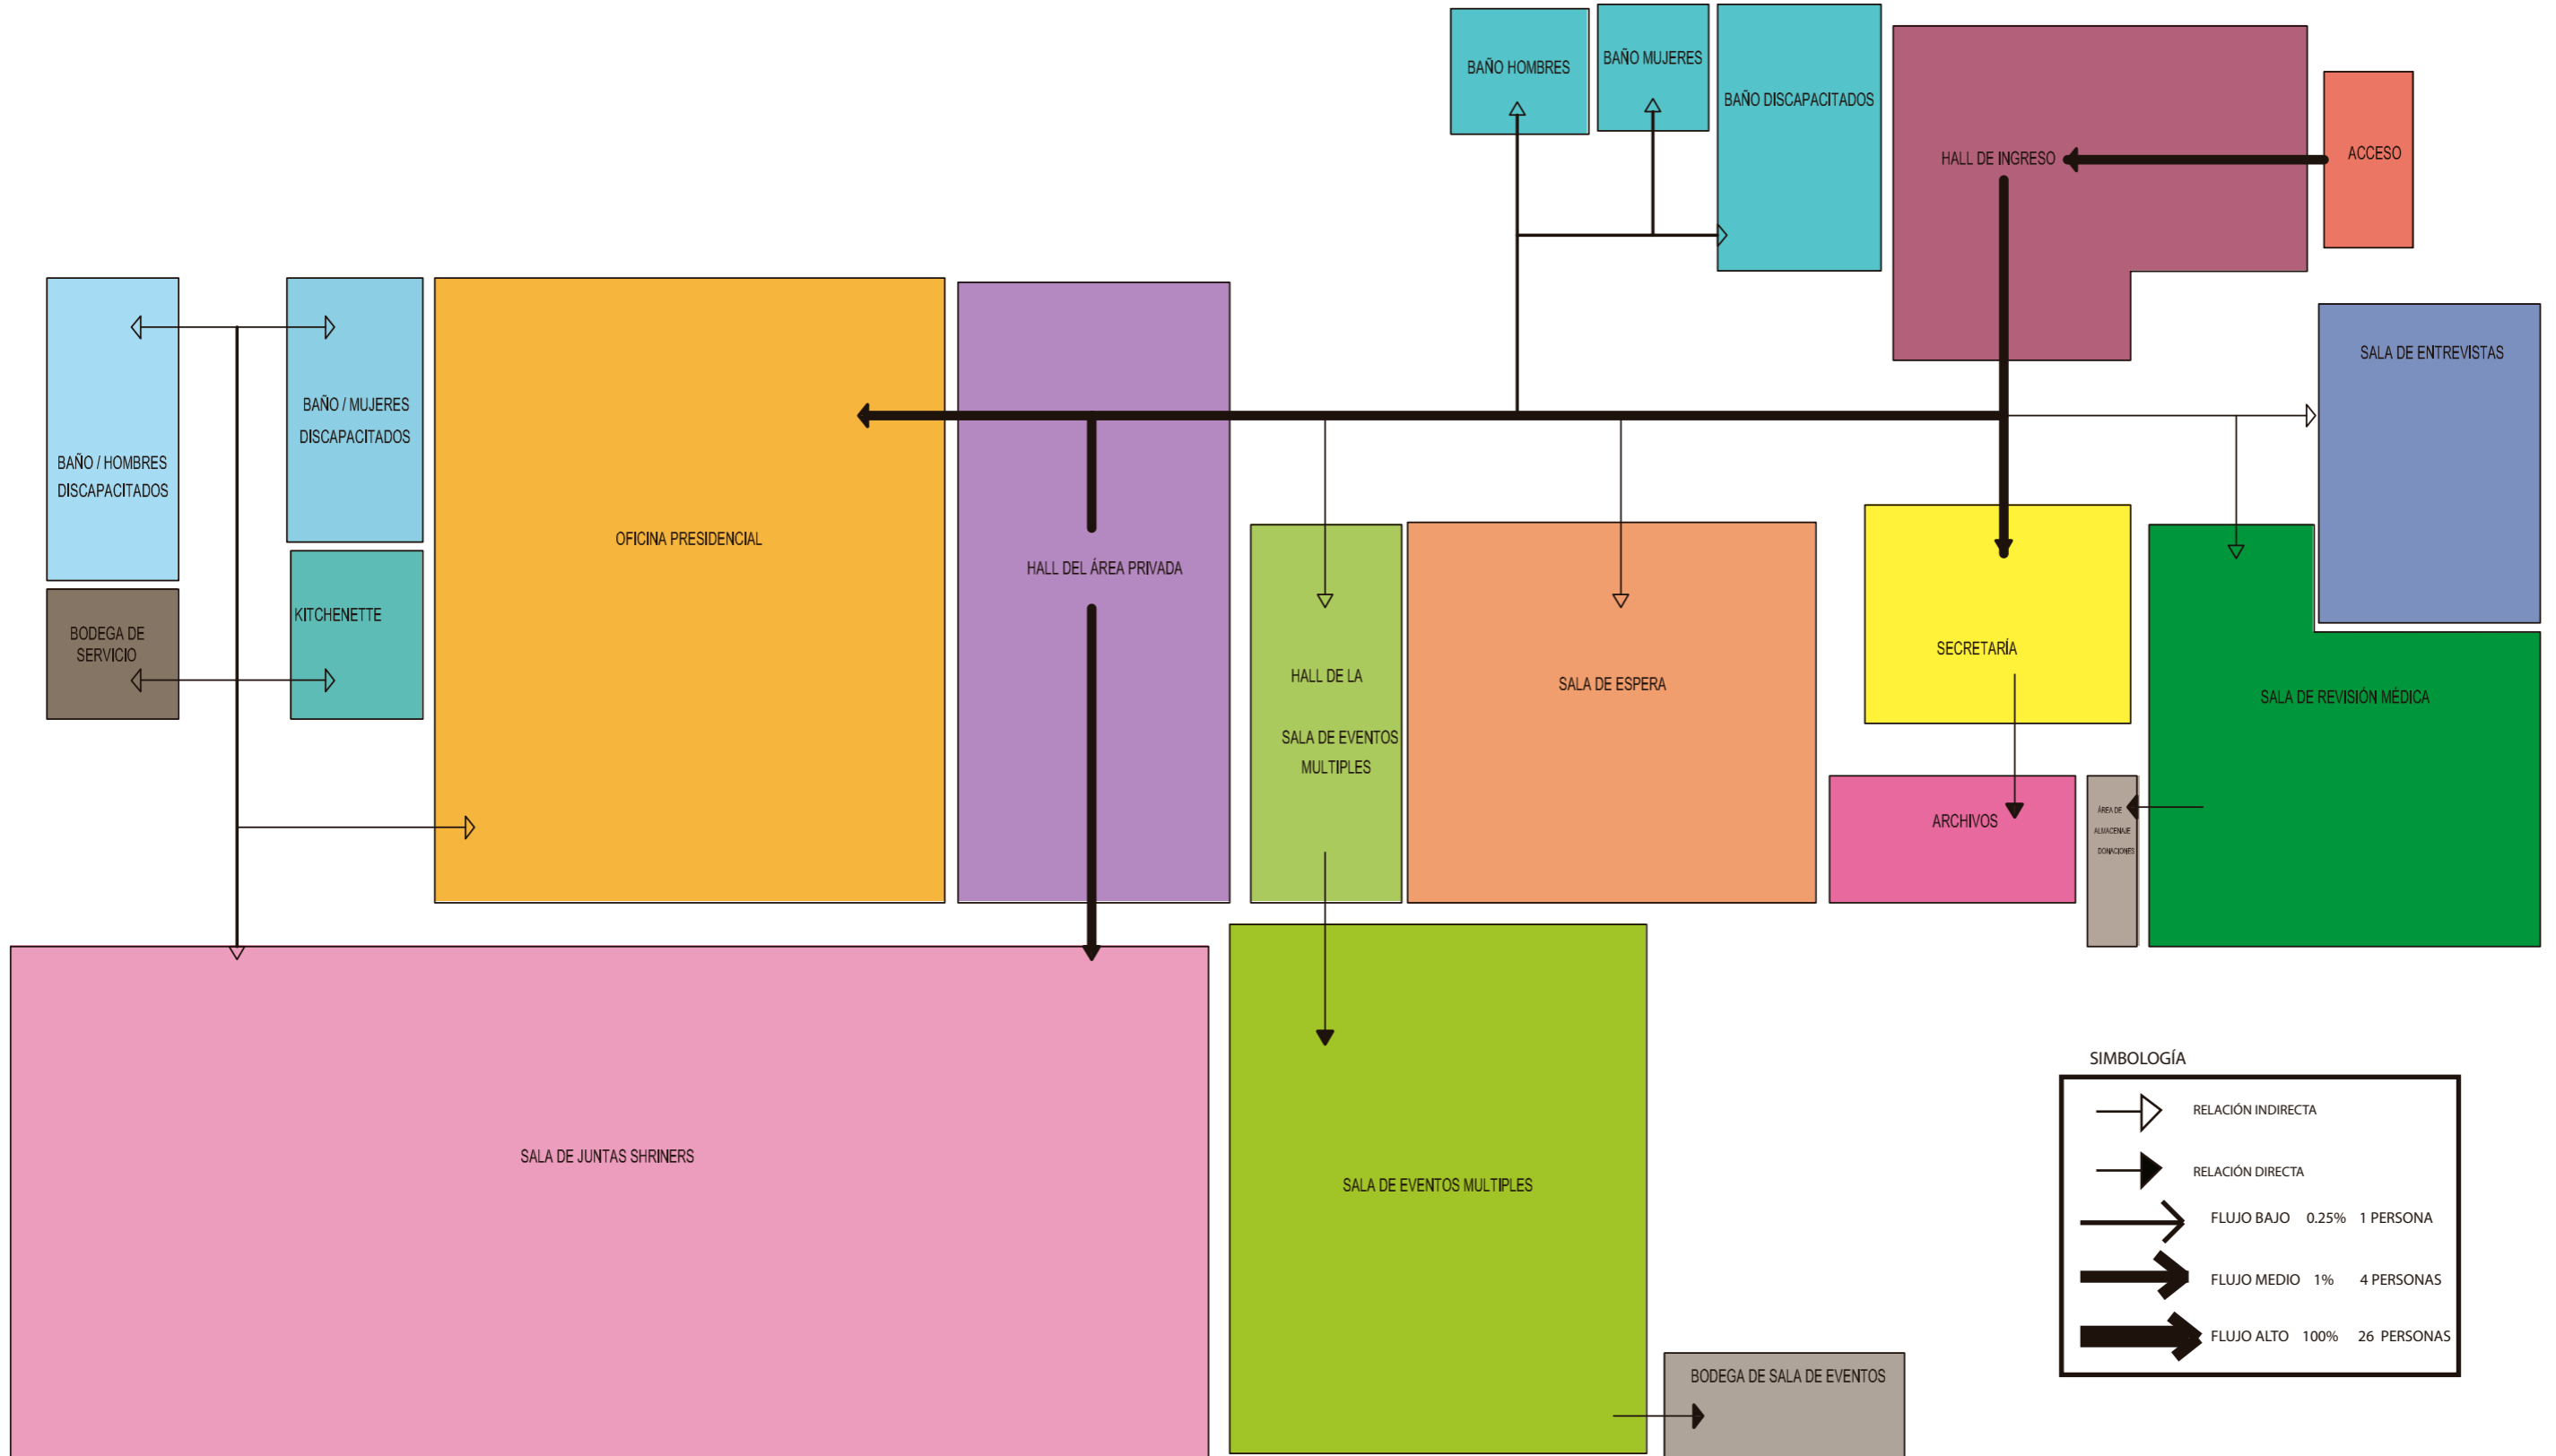 BAÑO HOMBRES
BAÑO MUJERES
BAÑO DISCAPACITADOS
HALL DE INGRESO
ACCESO
SALA DE ENTREVISTAS
BAÑO / HOMBRES
DISCAPACITADOS
BAÑO / MUJERES
DISCAPACITADOS
OFICINA PRESIDENCIAL
HALL DEL ÁREA PRIVADA
KITCHENETTE
BODEGA DE
SERVICIO
HALL DE LA
SALA DE EVENTOS
MULTIPLES
SALA DE ESPERA
SECRETARÍA
SALA DE REVISIÓN MÉDICA
ARCHIVOS
ÁREA DE
ALMACENAJE
DONACIONES
SALA DE JUNTAS SHRINERS
SALA DE EVENTOS MULTIPLES
BODEGA DE SALA DE EVENTOS
SIMBOLOGÍA
RELACIÓN INDIRECTA
RELACIÓN DIRECTA
FLUJO BAJO 0.25% 1 PERSONA
FLUJO MEDIO 1% 4 PERSONAS
FLUJO ALTO 100% 26 PERSONAS